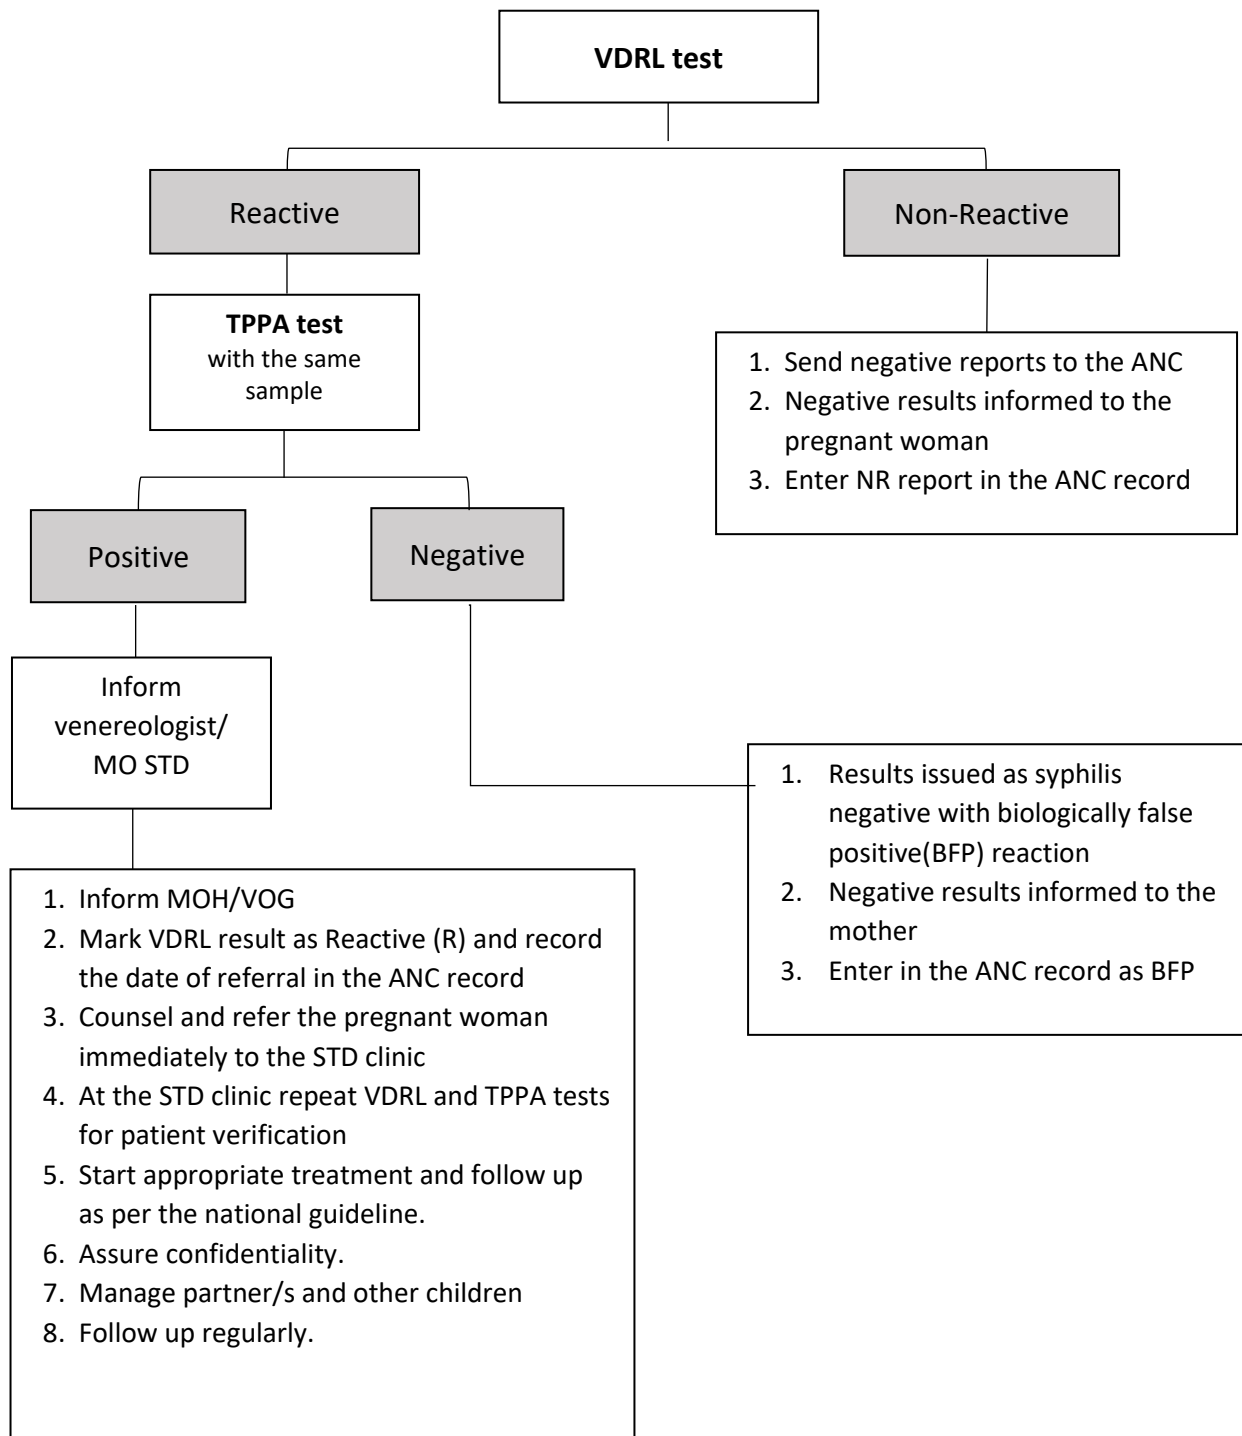 VDRL test
Reactive
Non-Reactive
TPPA test
with the same
sample
1. Send negative reports to the ANC
2. Negative results informed to the
pregnant woman
3. Enter NR report in the ANC record
Positive
Negative
Inform
venereologist/
MO STD
1. Results issued as syphilis
negative with biologically false
positive(BFP) reaction
2. Negative results informed to the
mother
3. Enter in the ANC record as BFP
1. Inform MOH/VOG
2. Mark VDRL result as Reactive (R) and record
the date of referral in the ANC record
3. Counsel and refer the pregnant woman
immediately to the STD clinic
4. At the STD clinic repeat VDRL and TPPA tests
for patient verification
5. Start appropriate treatment and follow up
as per the national guideline.
6. Assure confidentiality.
7. Manage partner/s and other children
8. Follow up regularly.